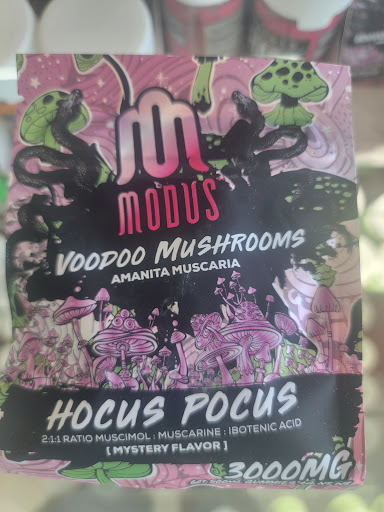 MODUS
VOODOO MUSHROOMS
AMANITA MUSCARIA
HOCUS POCUS
2:1:1 RATIO MUSCIMOL : MUSCARINE : IBOTENIC ACID
[ MYSTERY FLAVOR ]
3000MG